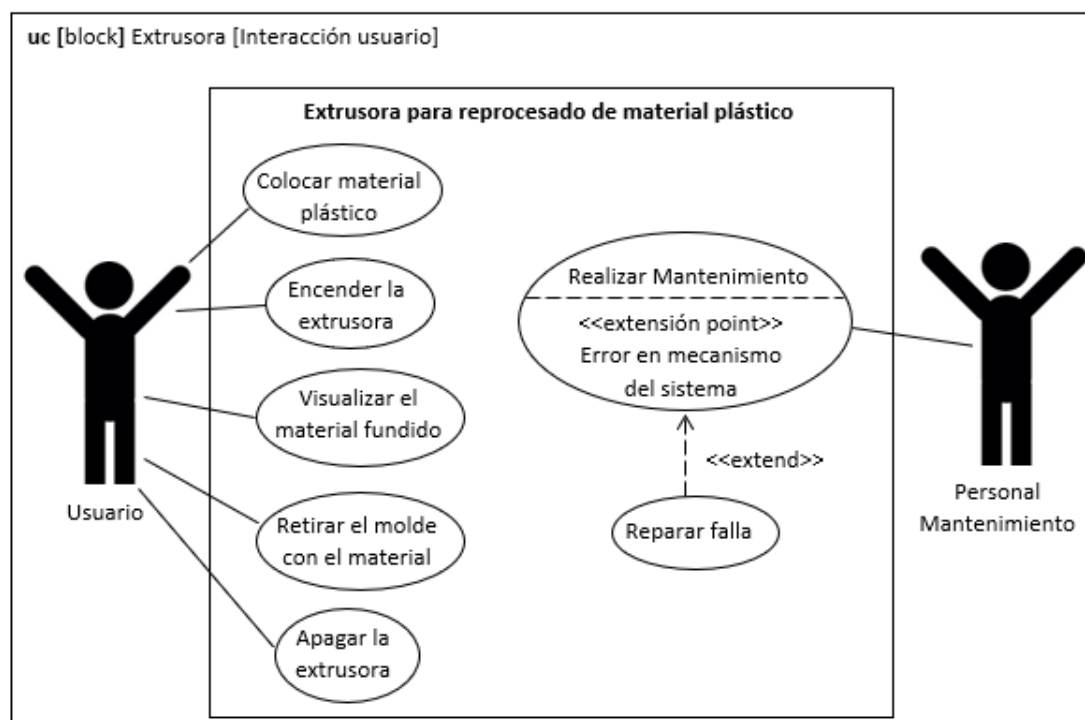 uc [block] Extrusora [Interacción usuario]
Extrusora para reprocesado de material plástico
Colocar material
plástico
Encender la
extrusora
Visualizar el
material fundido
Retirar el molde
con el material
Apagar la
extrusora
Usuario
Realizar Mantenimiento
<<extensión point>>
Error en mecanismo
del sistema
<<extend>>
Reparar falla
Personal
Mantenimiento